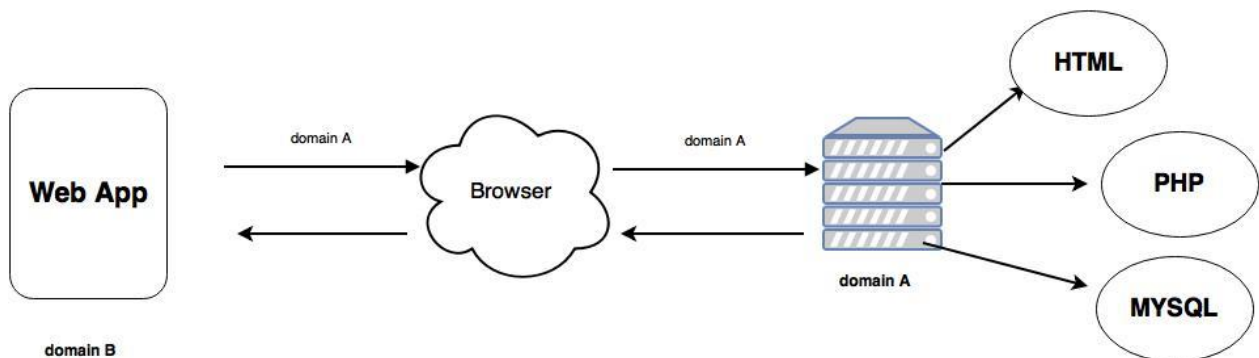 HTML
domain A
domain A
Web App
Browser
PHP
domain A
MYSQL
domain B